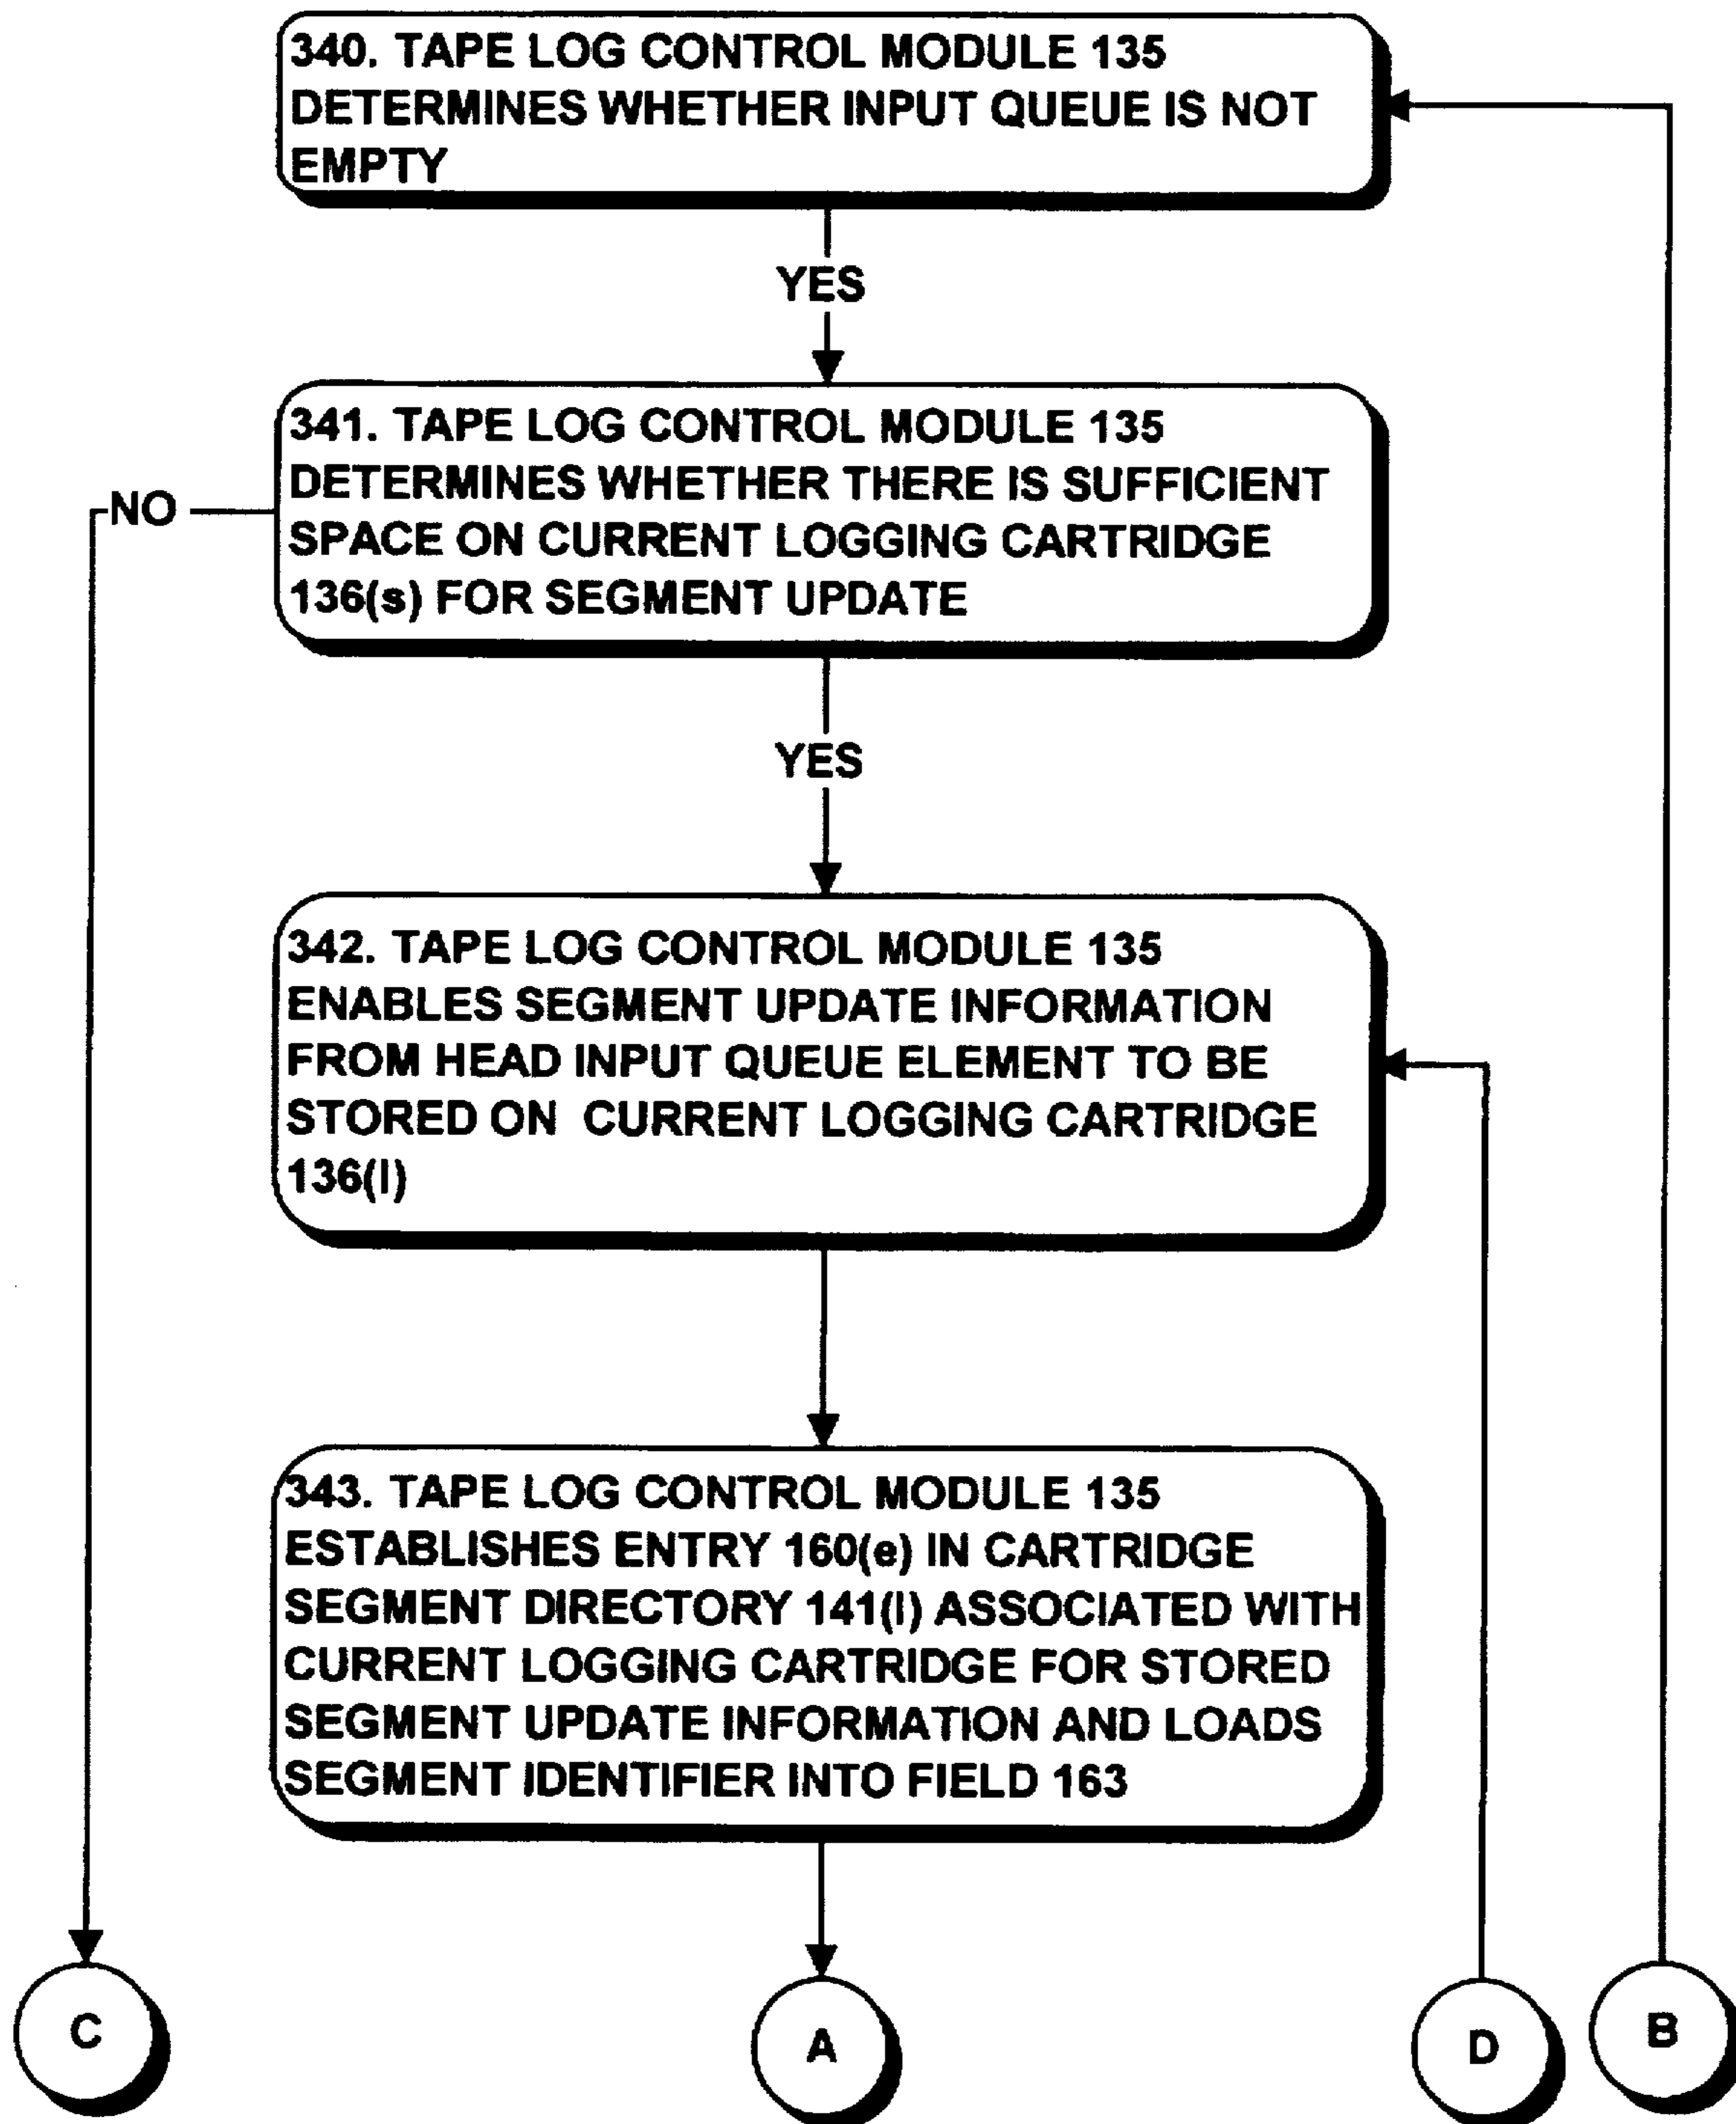 340. TAPE LOG CONTROL MODULE 135
DETERMINES WHETHER INPUT QUEUE IS NOT
EMPTY
YES
341. TAPE LOG CONTROL MODULE 135
DETERMINES WHETHER THERE IS SUFFICIENT
SPACE ON CURRENT LOGGING CARTRIDGE
136(s) FOR SEGMENT UPDATE
NO
YES
342. TAPE LOG CONTROL MODULE 135
ENABLES SEGMENT UPDATE INFORMATION
FROM HEAD INPUT QUEUE ELEMENT TO BE
STORED ON CURRENT LOGGING CARTRIDGE
136(l)
343. TAPE LOG CONTROL MODULE 135
ESTABLISHES ENTRY 160(e) IN CARTRIDGE
SEGMENT DIRECTORY 141(l) ASSOCIATED WITH
CURRENT LOGGING CARTRIDGE FOR STORED
SEGMENT UPDATE INFORMATION AND LOADS
SEGMENT IDENTIFIER INTO FIELD 163
C
A
D
B